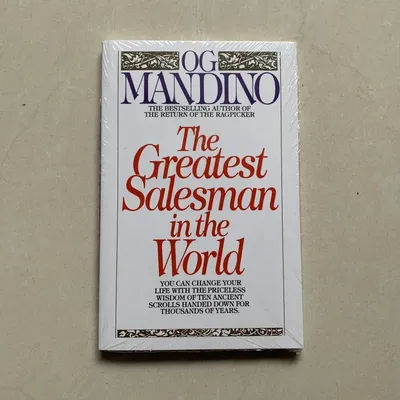 OG
MANDINO
THE BESTSELLING AUTHOR OF
THE RETURN OF THE RAGPICKER
The
Greatest
Salesman
in the
World
YOU CAN CHANGE YOUR
LIFE WITH THE PRICELESS
WISDOM OF TEN ANCIENT
SCROLLS HANDED DOWN FOR
THOUSANDS OF YEARS.